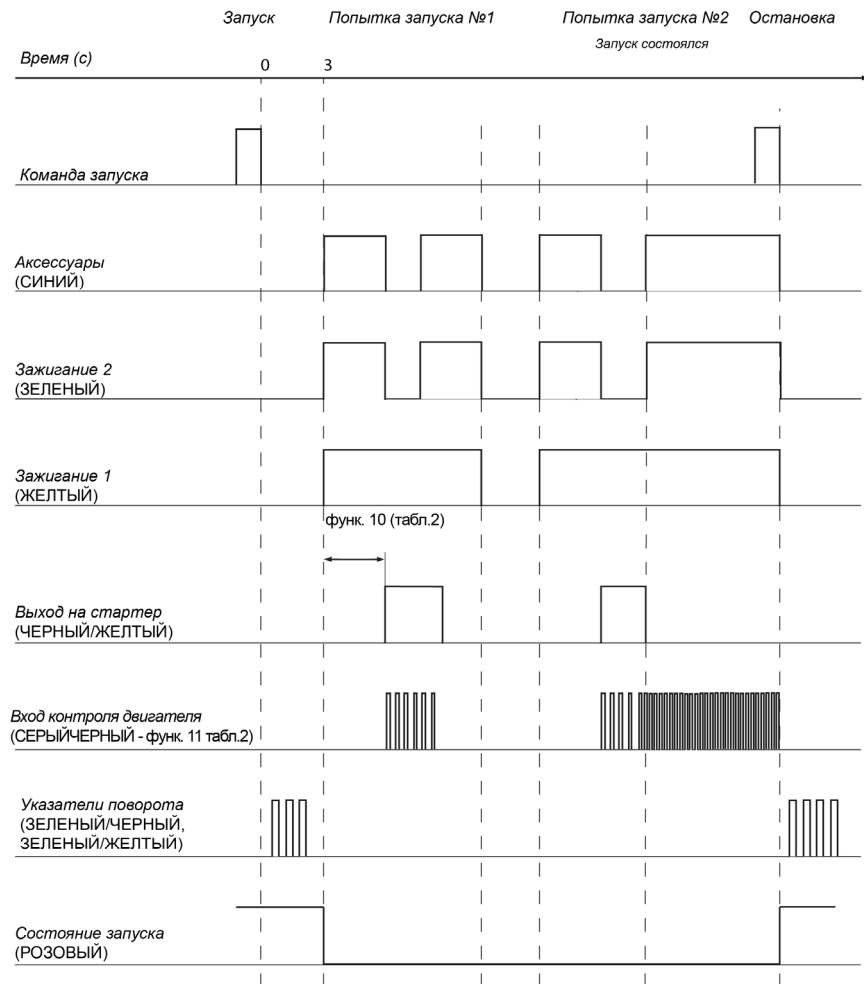 Запуск Попытка запуска №1 Попытка запуска №2 Остановка
Запуск состоялся
Время (с)
0 3
Команда запуска
Аксессуары
(СИНИЙ)
Зажигание 2
(ЗЕЛЕНЫЙ)
Зажигание 1
(ЖЕЛТЫЙ)
функ. 10 (табл.2)
Выход на стартер
(ЧЕРНЫЙ/ЖЕЛТЫЙ)
Вход контроля двигателя
(СЕРЫЙЧЕРНЫЙ - функ. 11 табл.2)
Указатели поворота
(ЗЕЛЕНЫЙ/ЧЕРНЫЙ,
ЗЕЛЕНЫЙ/ЖЕЛТЫЙ)
Состояние запуска
(РОЗОВЫЙ)